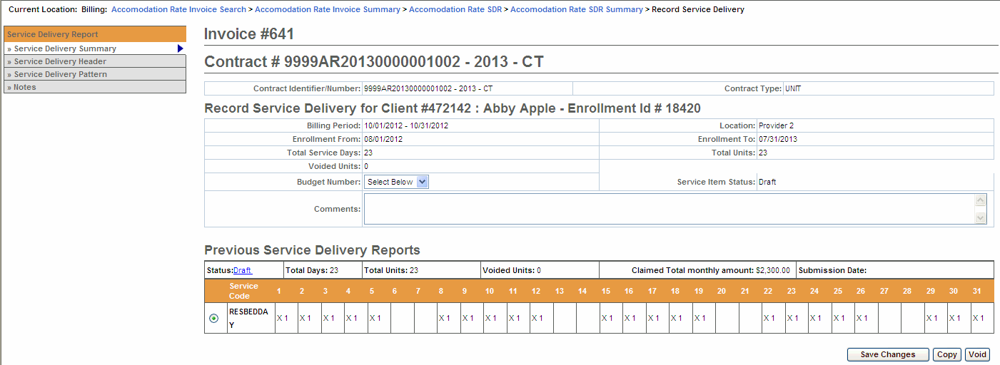 Current Location: Billing: Accomodation Rate Invoice Search > Accomodation Rate Invoice Summary > Accomodation Rate SDR > Accomodation Rate SDR Summary > Record Service Delivery
Service Delivery Report
» Service Delivery Summary
» Service Delivery Header
» Service Delivery Pattern
» Notes
Invoice #641
Contract # 9999AR20130000001002 - 2013 - CT
Contract Identifier/Number: 9999AR20130000001002 - 2013 - CT Contract Type: UNIT
Record Service Delivery for Client #472142 : Abby Apple - Enrollment Id # 18420
Billing Period: 10/01/2012 - 10/31/2012 Location: Provider 2
Enrollment From: 08/01/2012 Enrollment To: 07/31/2013
Total Service Days: 23 Total Units: 23
Voided Units: 0
Budget Number: Select Below Service Item Status: Draft
Comments:
Previous Service Delivery Reports
Status:Draft Total Days: 23 Total Units: 23 Voided Units: 0 Claimed Total monthly amount: $2,300.00 Submission Date:
Service Code 1 2 3 4 5 6 7 8 9 10 11 12 13 14 15 16 17 18 19 20 21 22 23 24 25 26 27 28 29 30 31
RESBEDDA
Y X 1 X 1 X 1 X 1 X 1 X 1 X 1 X 1 X 1 X 1 X 1 X 1 X 1 X 1 X 1 X 1 X 1 X 1 X 1 X 1 X 1 X 1 X 1
Save Changes Copy Void